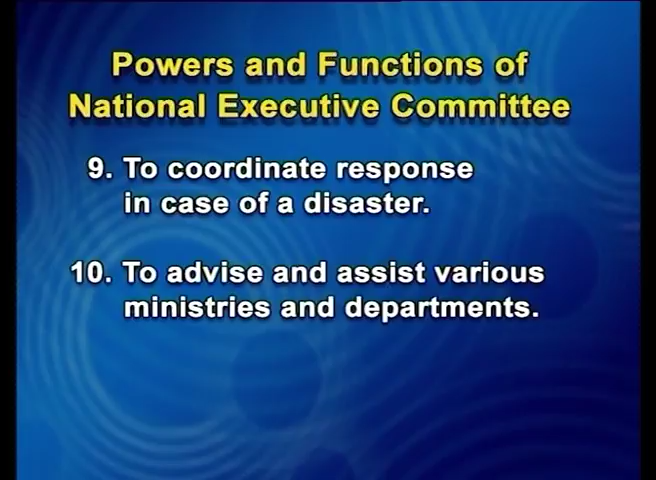 Powers and Functions of
National Executive Committee
9. To coordinate response
in case of a disaster.
10. To advise and assist various
ministries and departments.